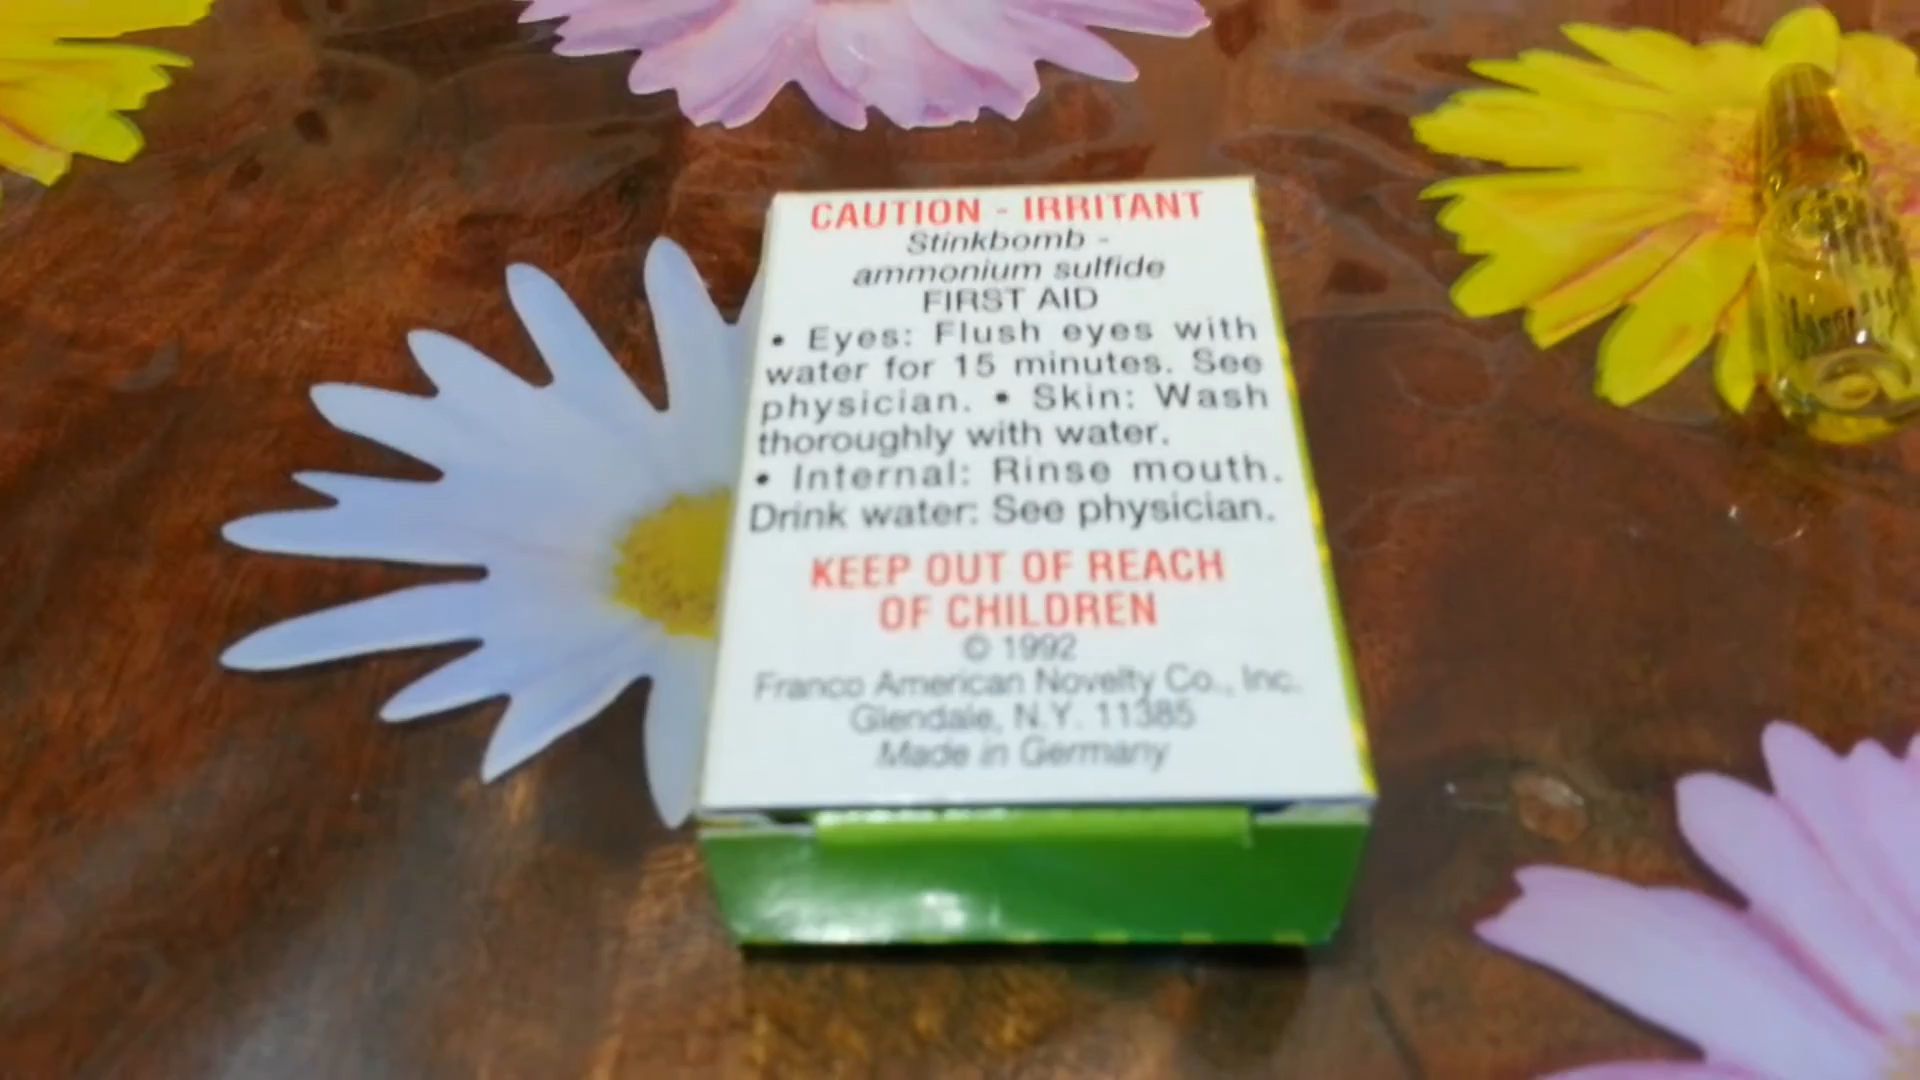 CAUTION - IRRITANT
Stinkbomb -
ammonium sulfide
FIRST AID
• Eyes: Flush eyes with
water for 15 minutes. See
physician. • Skin: Wash
thoroughly with water.
• Internal: Rinse mouth.
Drink water. See physician.
KEEP OUT OF REACH
OF CHILDREN
© 1992
Franco American Novelty Co., Inc.
Glendale, N.Y. 11385
Made in Germany